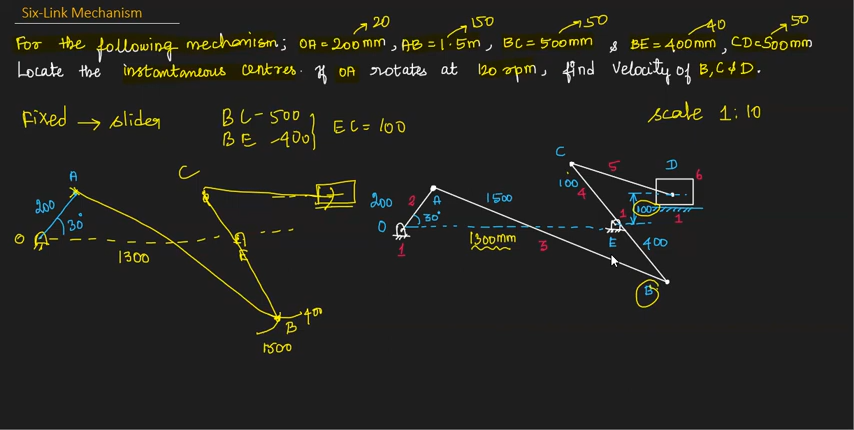 Six-Link Mechanism
20 150 50 40 50
For the following mechanism; OA = 200mm, AB = 1.5m, BC = 500mm & BE = 400mm, CD = 500mm
Locate the instantaneous centres. If OA rotates at 120 rpm, find velocity of B, C & D.
Fixed → slider
BC - 500
BE - 400
EC = 100
scale 1:10
A
200
30°
O
1300
C
E
B
400
1500
C
5
D
6
100
4
100
1
1
A
2
200
30°
O
1
1500
1300mm
3
E
400
B